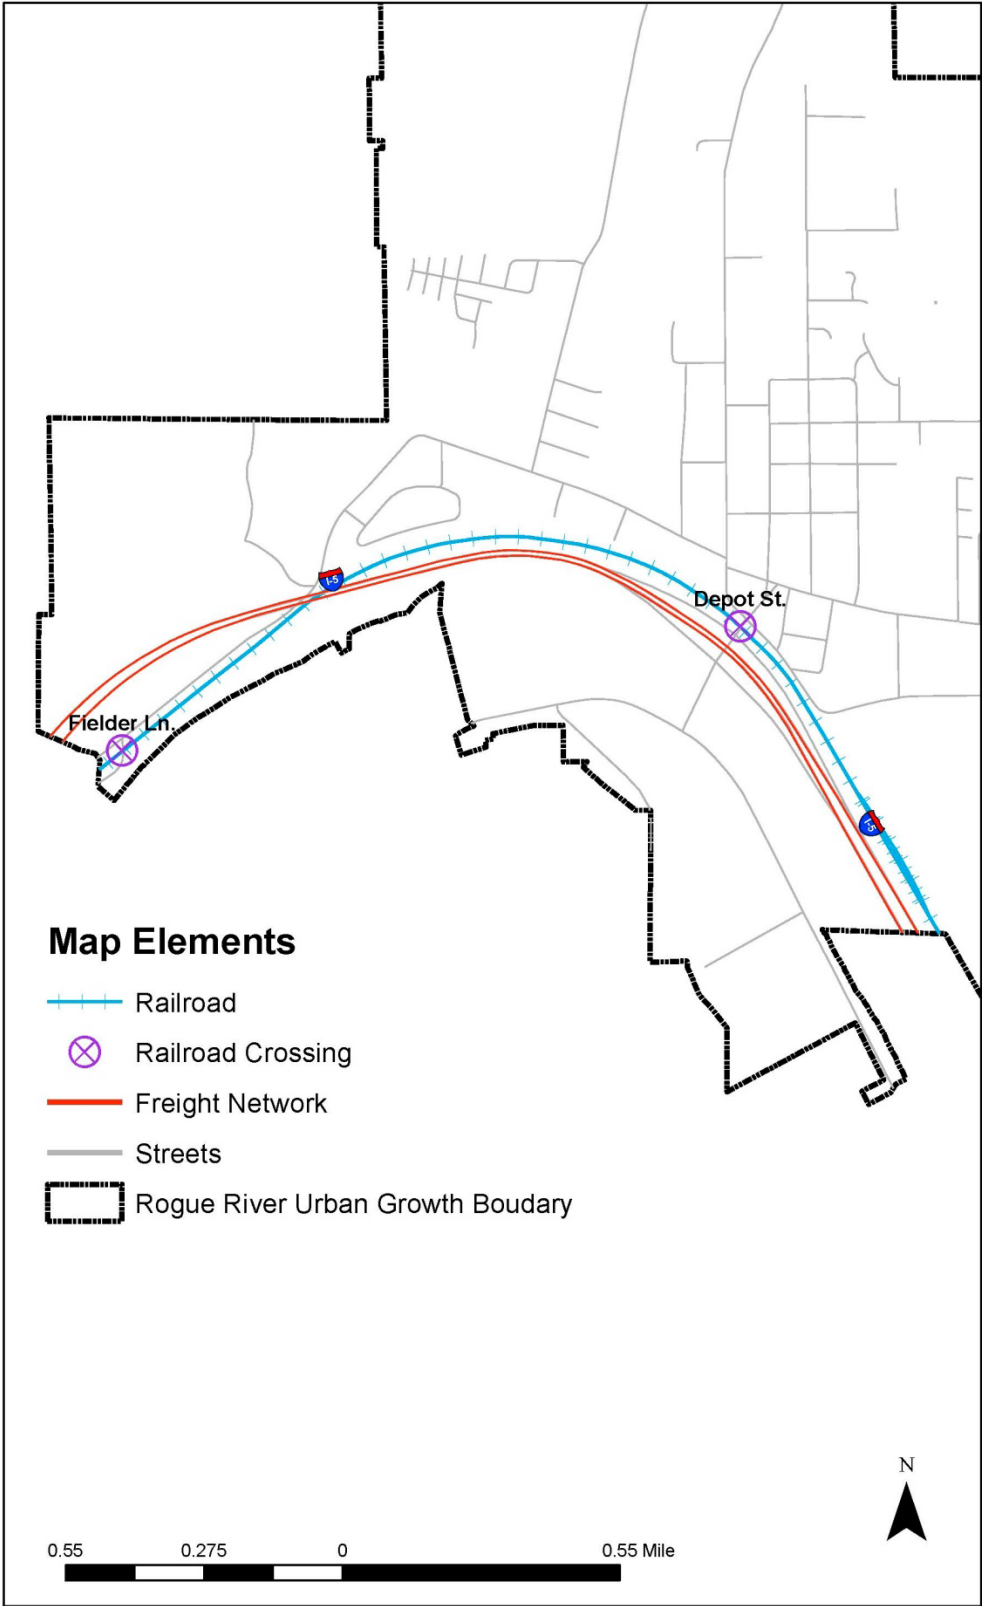 I-5
Depot St.
Fielder Ln.
I-5
Map Elements
Railroad
Railroad Crossing
Freight Network
Streets
Rogue River Urban Growth Boudary
N
0.55 0.275 0 0.55 Mile